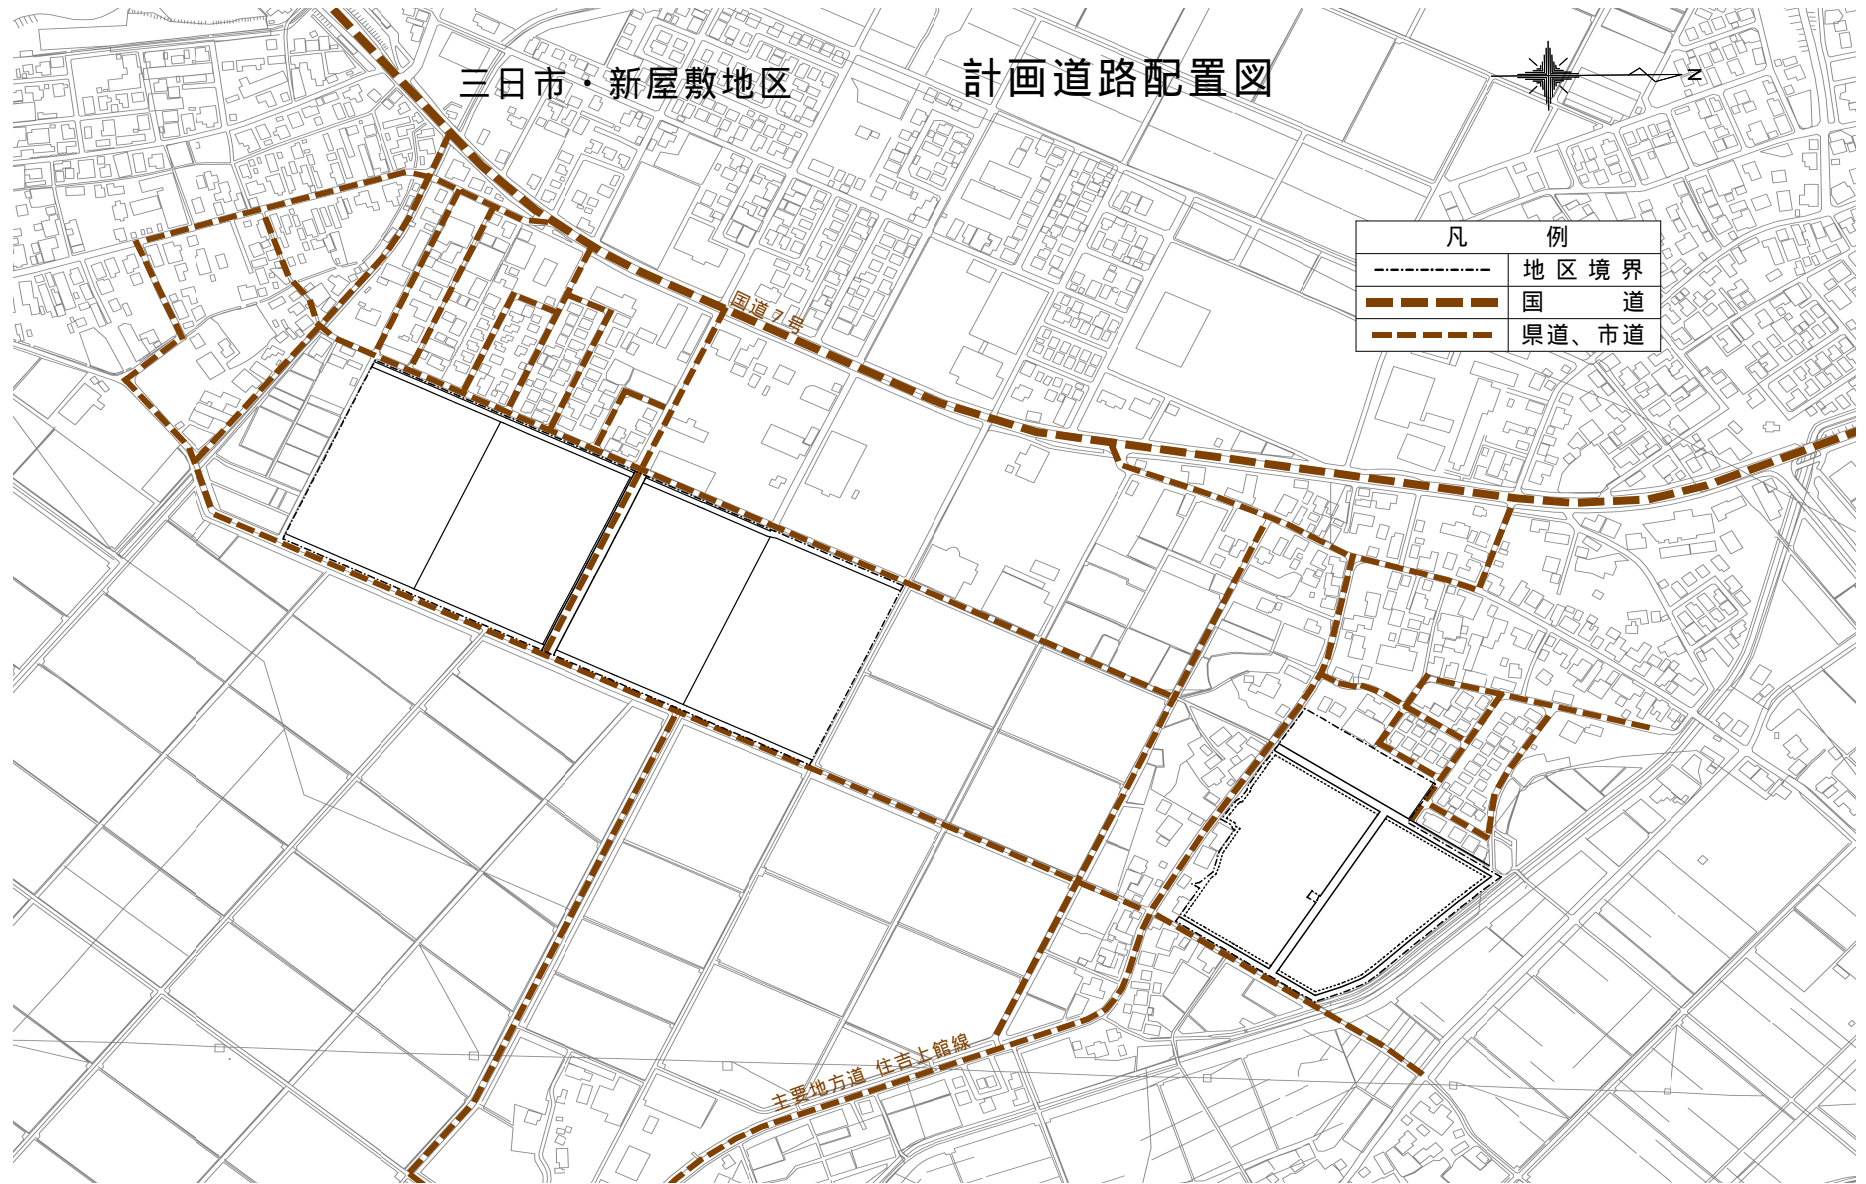 三日市・新屋敷地区
計画道路配置図
N
凡 例
地区境界
国 道
県道、市道
国道7号
主要地方道 住吉上館線